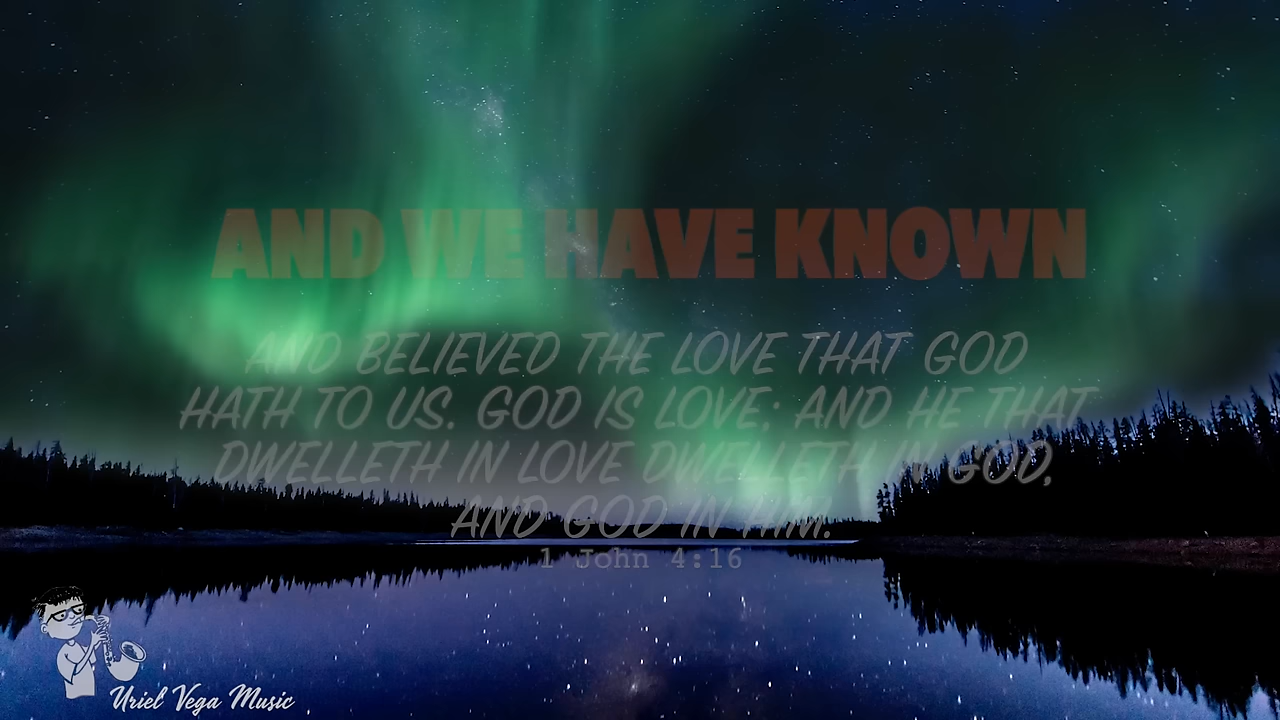 AND WE HAVE KNOWN
AND BELIEVED THE LOVE THAT GOD
HATH TO US. GOD IS LOVE; AND HE THAT
DWELLETH IN LOVE DWELLETH IN GOD,
AND GOD IN HIM.
1 John 4:16
Uriel Vega Music